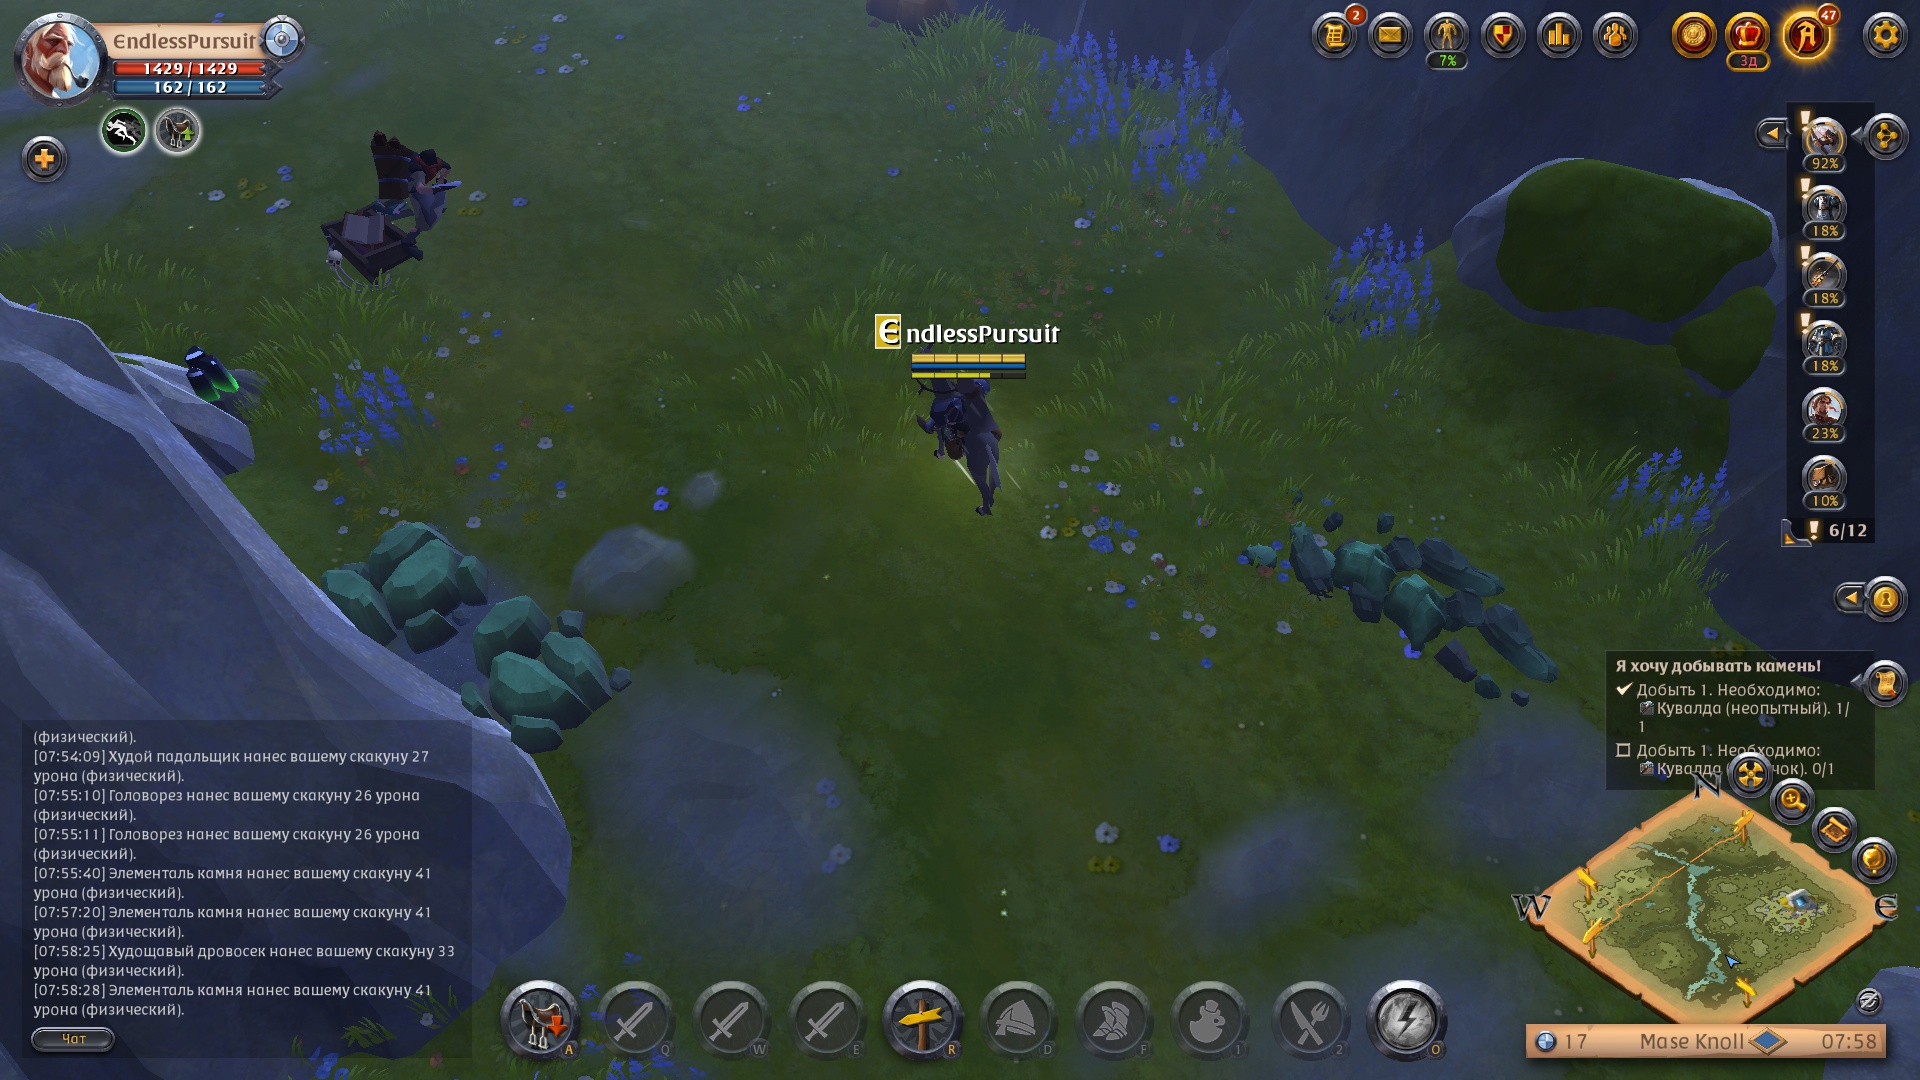 EndlessPursuit
1429 / 1429
162 / 162
2
7%
3д
47
92%
18%
18%
18%
23%
10%
6/12
EndlessPursuit
Я хочу добывать камень!
Добыть 1. Необходимо:
Кувалда (неопытный). 1/
1
Добыть 1. Необходимо:
Кувалда чок). 0/1
N
W
E
17 Mase Knoll 07:58
(физический).
[07:54:09] Худой падальщик нанес вашему скакуну 27
урона (физический).
[07:55:10] Головорез нанес вашему скакуну 26 урона
(физический).
[07:55:11] Головорез нанес вашему скакуну 26 урона
(физический).
[07:55:40] Элементаль камня нанес вашему скакуну 41
урона (физический).
[07:57:20] Элементаль камня нанес вашему скакуну 41
урона (физический).
[07:58:25] Худощавый дровосек нанес вашему скакуну 33
урона (физический).
[07:58:28] Элементаль камня нанес вашему скакуну 41
урона (физический).
Чат
A Q W E R D F 1 2 O